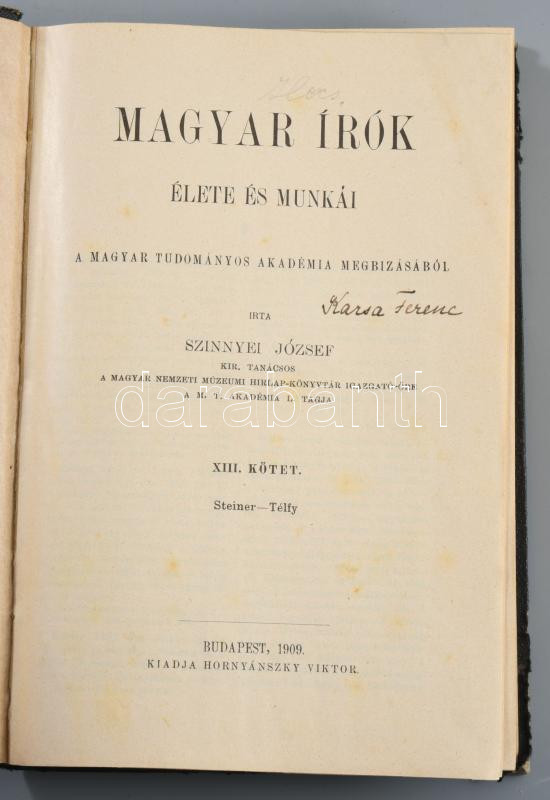 MAGYAR ÍRÓK
ÉLETE ÉS MUNKÁI
A MAGYAR TUDOMÁNYOS AKADÉMIA MEGBIZÁSÁBÓL
Karsa Ferenc
IRTA
SZINNYEI JÓZSEF
KIR. TANÁCSOS
A MAGYAR NEMZETI MÚZEUMI HIRLAP-KÖNYVTÁR IGAZGATÓ-ŐRE
A M. T. AKADÉMIA L. TAGJA
darabanth
XIII. KÖTET.
Steiner—Télfy
BUDAPEST, 1909.
KIADJA HORNYÁNSZKY VIKTOR.